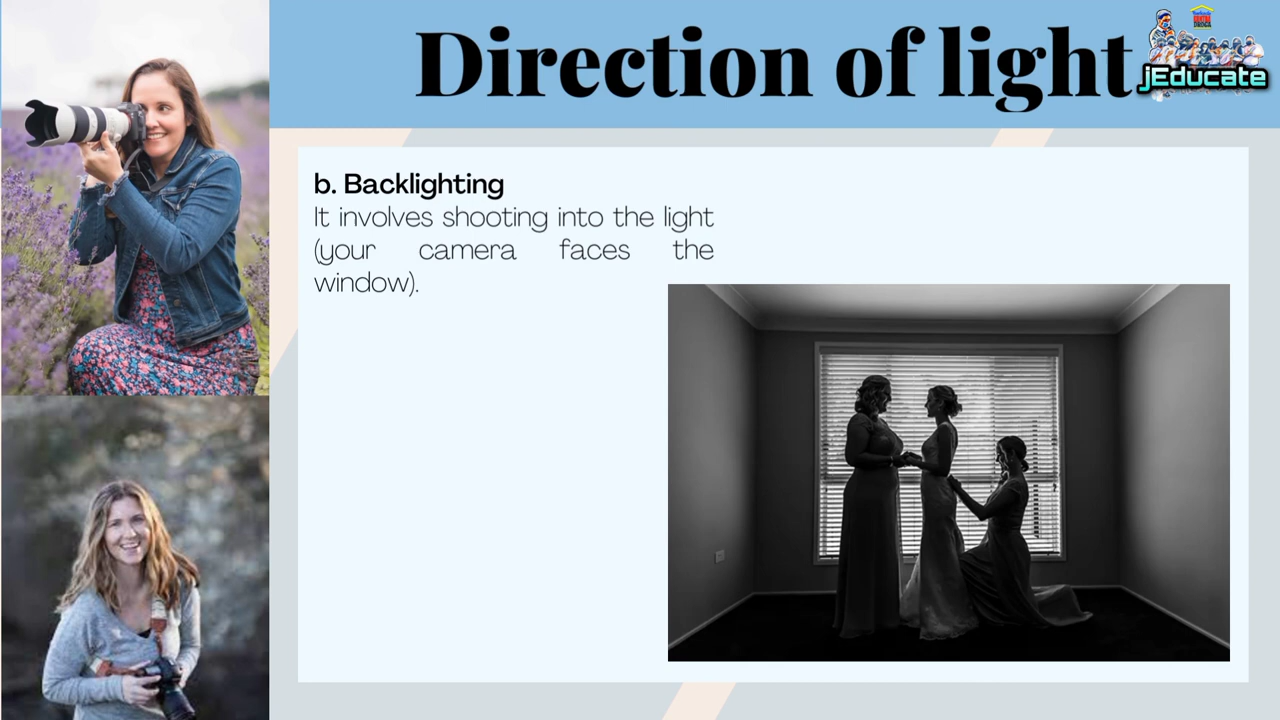 Direction of light
jEducate
b. Backlighting
It involves shooting into the light
(your camera faces the
window).